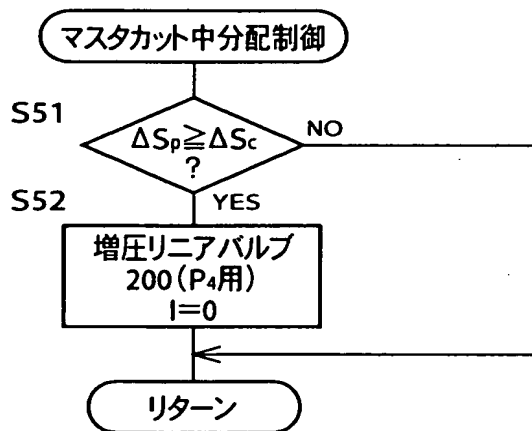 マスタカット中分配制御
S51
ΔSp≧ΔSc
?
NO
S52
YES
増圧リニアバルブ
200(P4用)
I=0
リターン